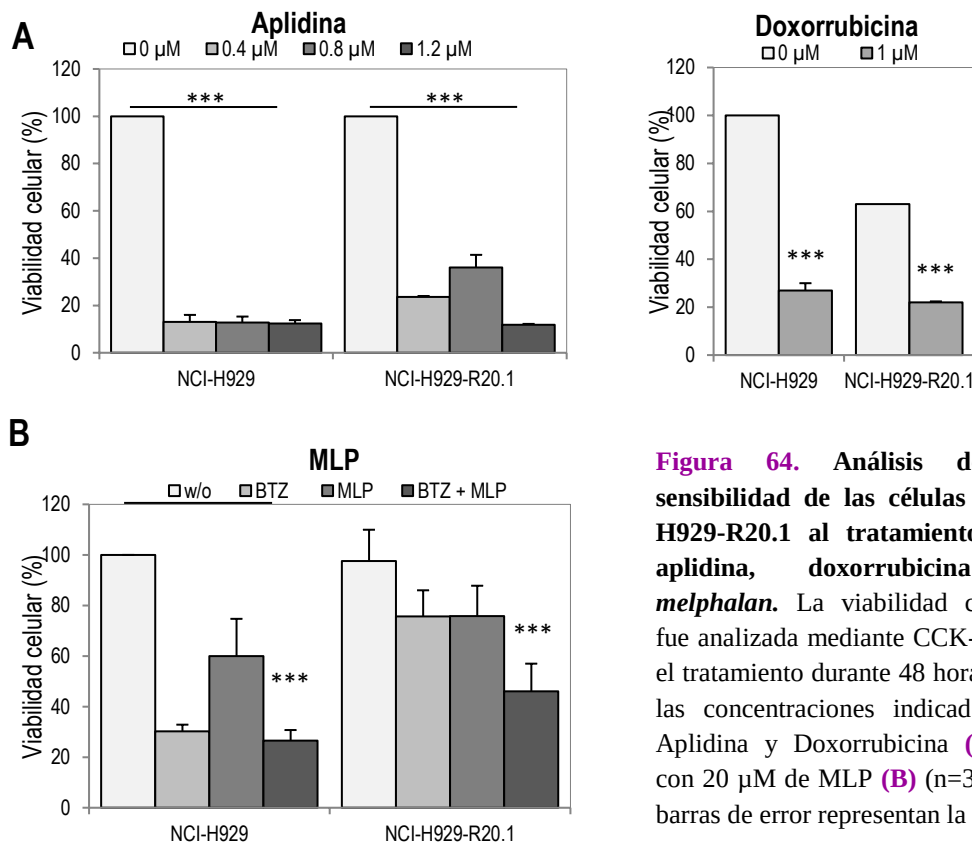 A
Aplidina
0 µM 0.4 µM 0.8 µM 1.2 µM
Viabilidad celular (%)
120
100
80
60
40
20
0
***
***
NCI-H929 NCI-H929-R20.1
Doxorrubicina
0 µM 1 µM
Viabilidad celular (%)
120
100
80
60
40
20
0
***
***
NCI-H929 NCI-H929-R20.1
B
MLP
w/o BTZ MLP BTZ + MLP
Viabilidad celular (%)
120
100
80
60
40
20
0
***
***
NCI-H929 NCI-H929-R20.1
Figura 64. Análisis d
sensibilidad de las células
H929-R20.1 al tratamiento
aplidina, doxorrubicina
melphalan. La viabilidad c
fue analizada mediante CCK-
el tratamiento durante 48 hora
las concentraciones indicad
Aplidina y Doxorrubicina (
con 20 µM de MLP (B) (n=3
barras de error representan la